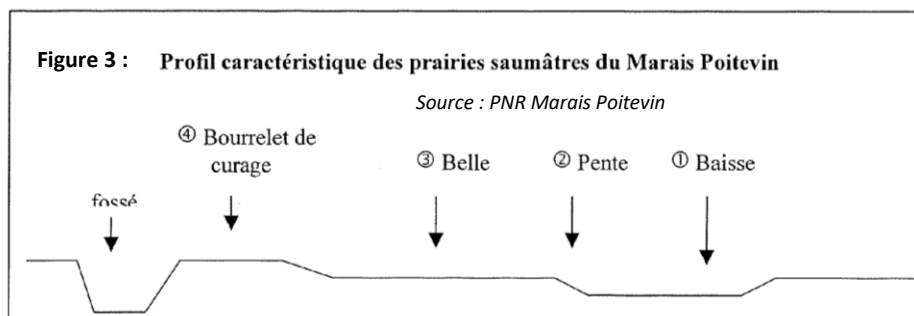 Figure 3 : Profil caractéristique des prairies saumâtres du Marais Poitevin
Source : PNR Marais Poitevin
④ Bourrelet de
curage
③ Belle
② Pente
① Baisse
fossé